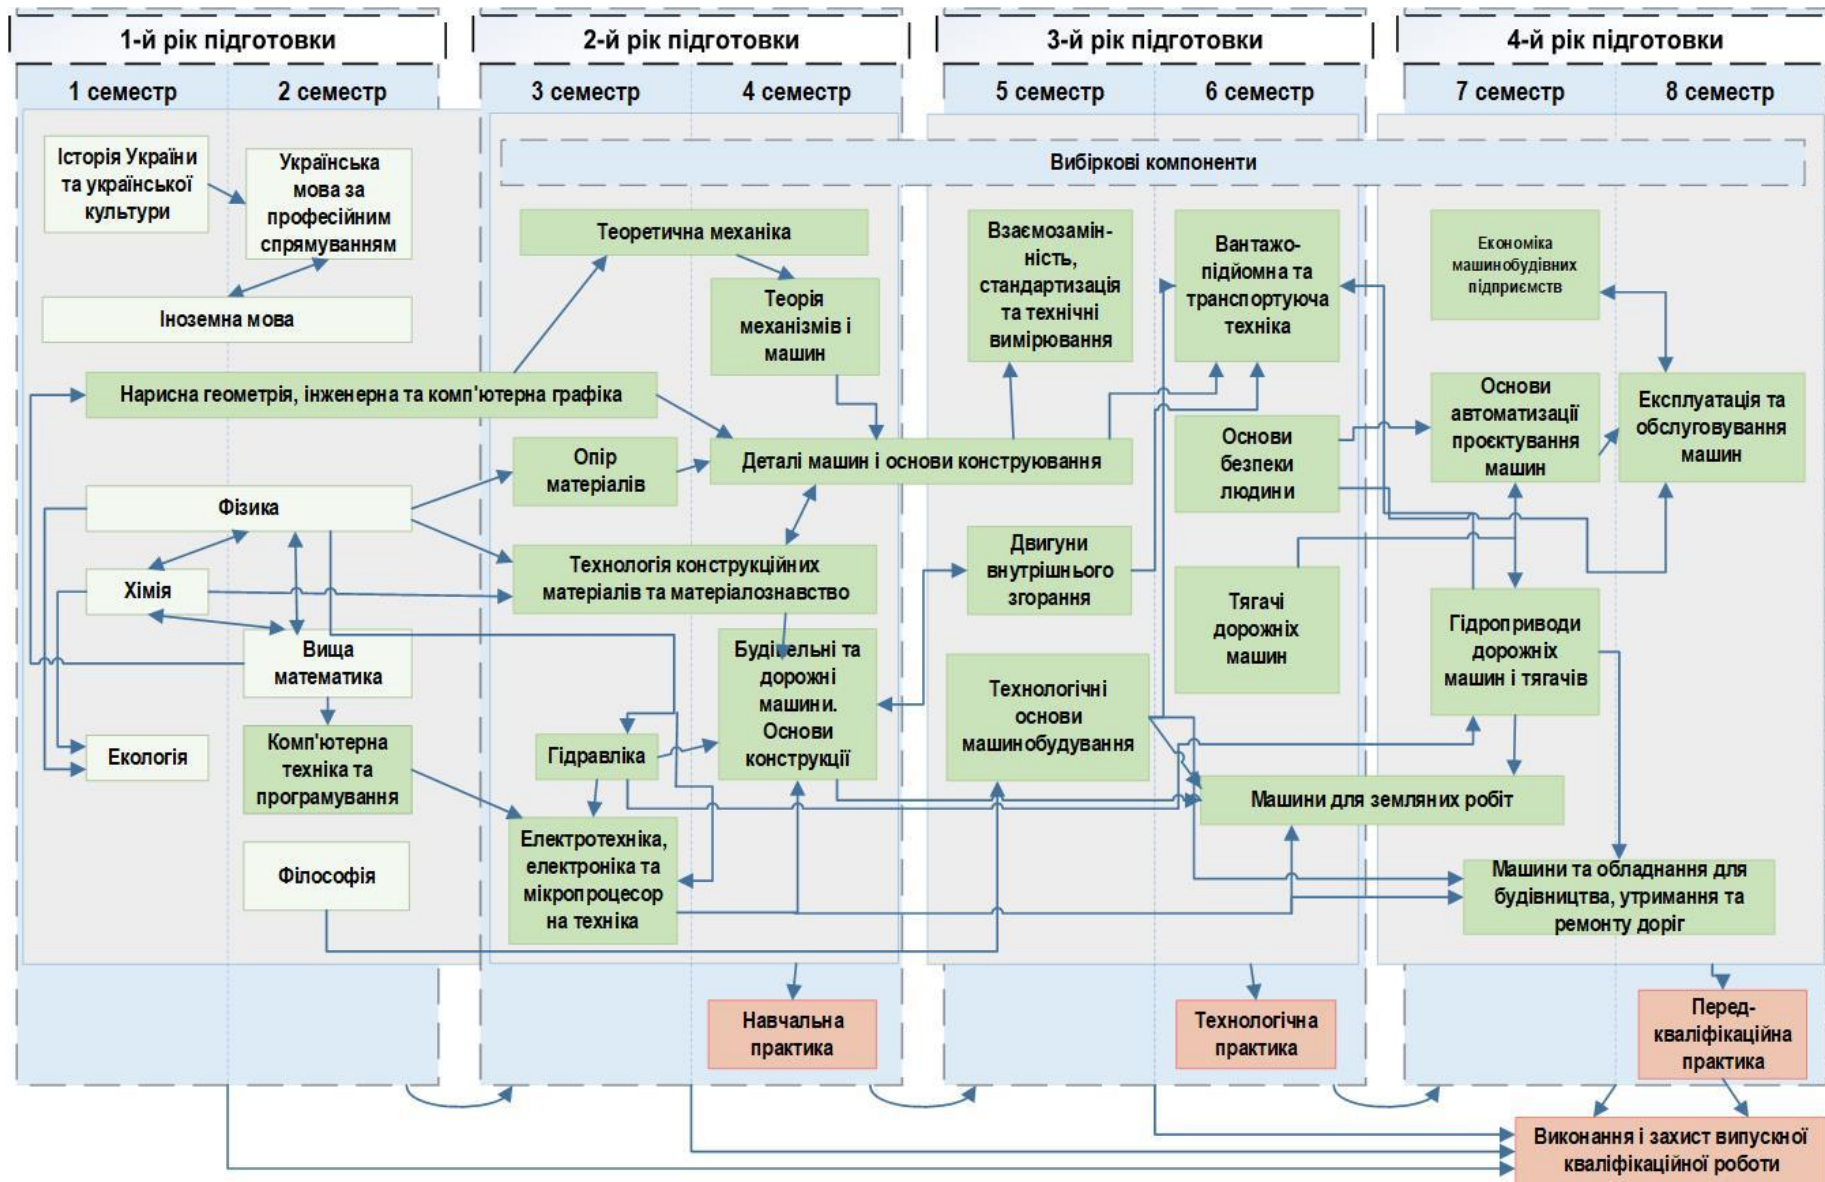 1-й рік підготовки
2-й рік підготовки
3-й рік підготовки
4-й рік підготовки
1 семестр
2 семестр
3 семестр
4 семестр
5 семестр
6 семестр
7 семестр
8 семестр
Вибіркові компоненти
Історія України
та української
культури
Українська
мова за
професійним
спрямуванням
Іноземна мова
Нарисна геометрія, інженерна та комп'ютерна графіка
Фізика
Хімія
Вища
математика
Екологія
Комп'ютерна
техніка та
програмування
Філософія
Теоретична механіка
Теорія
механізмів і
машин
Опір
матеріалів
Деталі машин і основи конструювання
Технологія конструкційних
матеріалів та матеріалознавство
Будівельні та
дорожні
машини.
Основи
конструкції
Гідравліка
Електротехніка,
електроніка та
мікропроцесор
на техніка
Навчальна
практика
Взаємозамін-
ність,
стандартизація
та технічні
вимірювання
Вантажо-
підйомна та
транспортуюча
техніка
Основи
безпеки
людини
Двигуни
внутрішнього
згорання
Тягачі
дорожніх
машин
Технологічні
основи
машинобудування
Машини для земляних робіт
Технологічна
практика
Економіка
машинобудівних
підприємств
Основи
автоматизації
проєктування
машин
Експлуатація та
обслуговування
машин
Гідроприводи
дорожніх
машин і тягачів
Машини та обладнання для
будівництва, утримання та
ремонту доріг
Перед-
кваліфікаційна
практика
Виконання і захист випускної
кваліфікаційної роботи